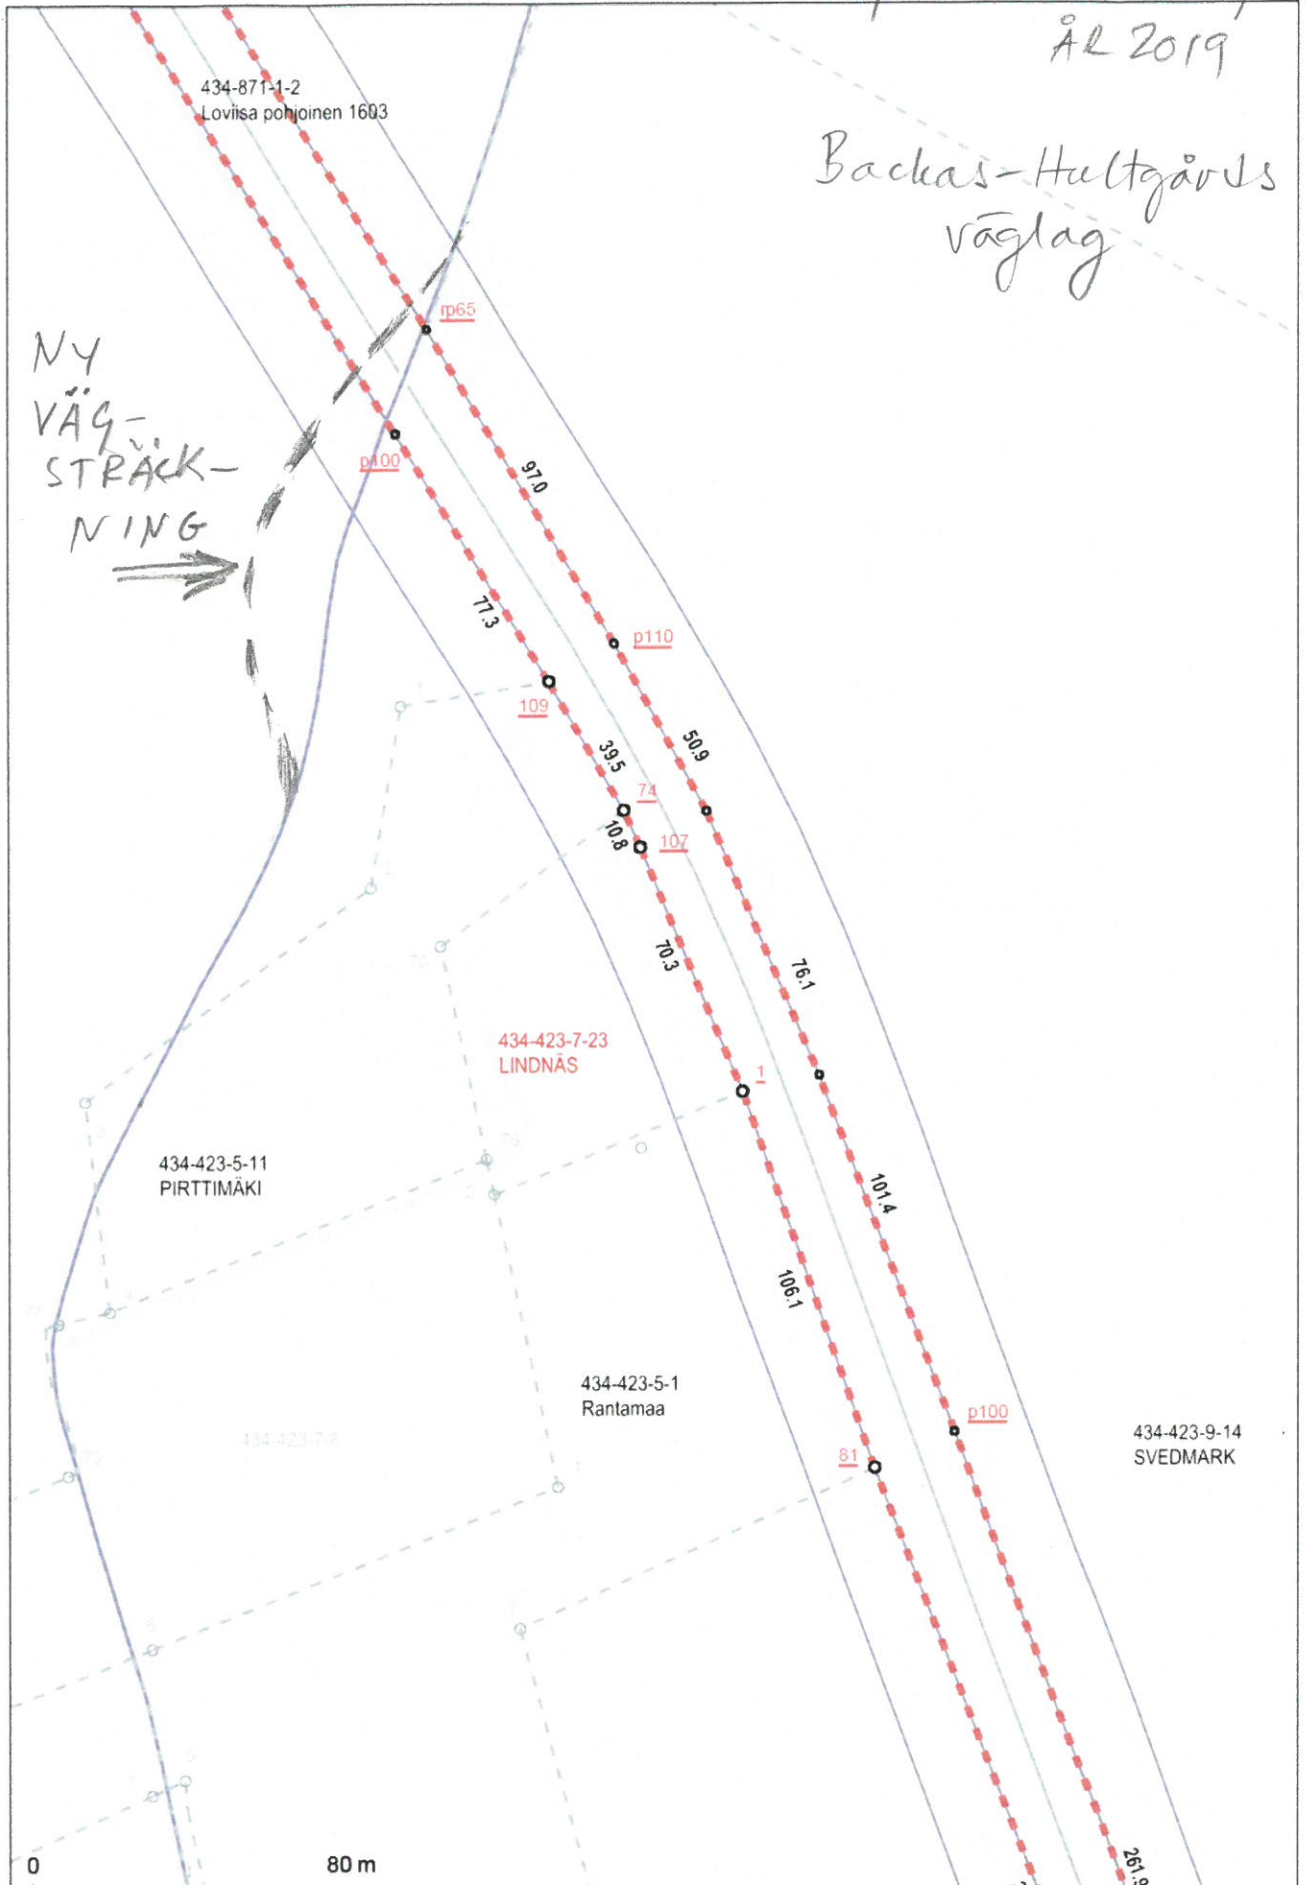 ÅR 2019
434-871-1-2
Loviisa pohjoinen 1603
Backas-Hultgårds
väglag
rp65
NY
VÄG-
STRÄCK-
NING
p100
97.0
77.3
p110
109
50.9
39.5
74
10.8
107
70.3
76.1
76
434-423-7-23
LINDNÄS
1
434-423-5-11
PIRTTIMÄKI
101.4
106.1
434-423-5-1
Rantamaa
p100
434-423-9-14
SVEDMARK
81
0
80 m
261.9